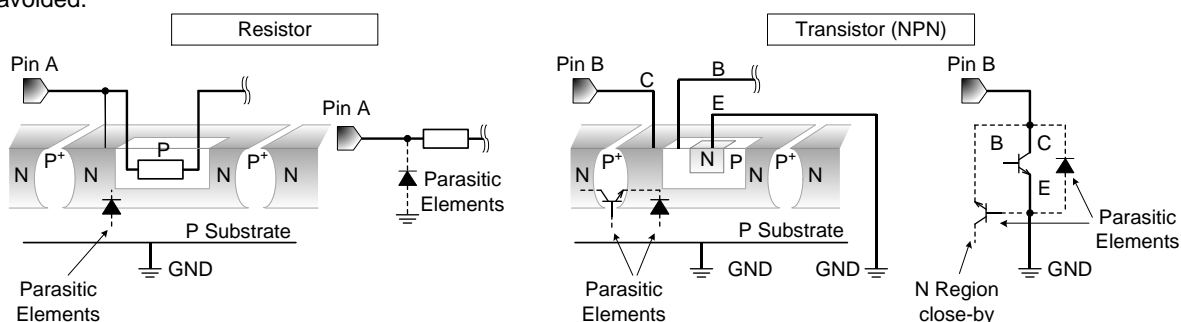 avoided.
Resistor
Transistor (NPN)
Pin A
Pin A
P
N
P+
N
N
P+
N
Parasitic
Elements
P Substrate
GND
Parasitic
Elements
Pin B
C
B
E
N
P+
N
N
P
N
P+
N
P Substrate
GND
GND
Parasitic
Elements
Pin B
B
C
E
Parasitic
Elements
GND
N Region
close-by